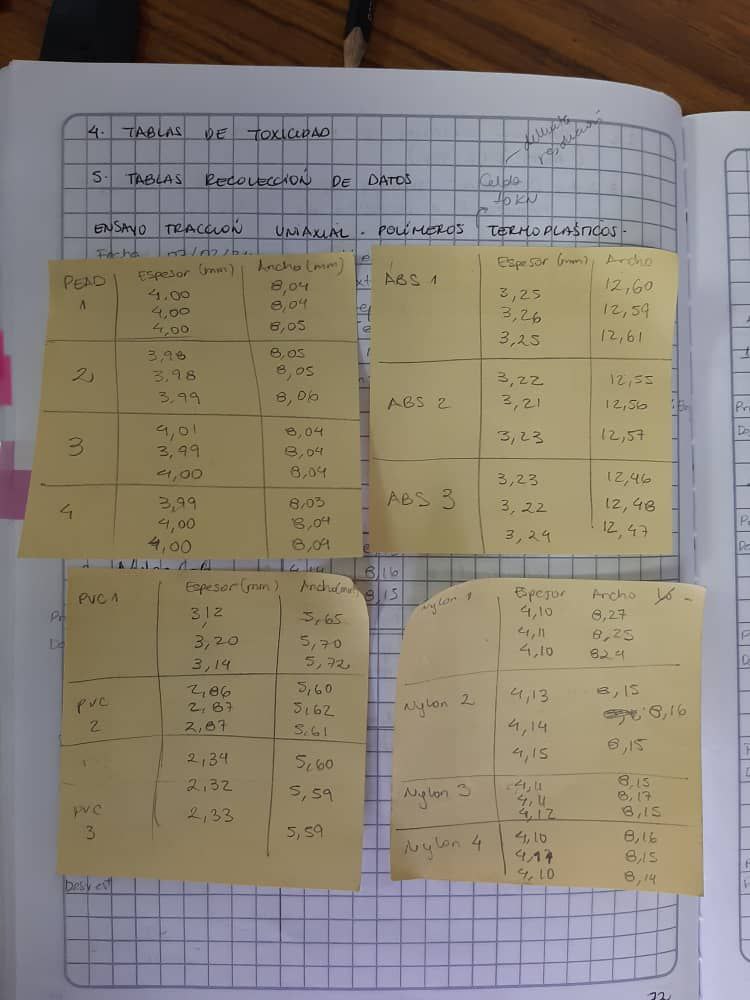 4. TABLAS DE TOXICIDAD
5. TABLAS RECOLECCIÓN DE DATOS
Celda
10 KN
ENSAYO TRACCIÓN UNIAXIAL - POLÍMEROS TERMOPLÁSTICOS.
Fecha
PEAD Espesor (mm) Ancho (mm)
1 4,00 8,04
4,00 8,04
4,00 8,05
2 3,98 8,05
3,98 8,05
3,99 8,06
3 4,01 8,04
3,99 8,04
4,00 8,04
4 3,99 8,03
4,00 8,04
4,00 8,04
ABS 1 Espesor (mm) Ancho
3,25 12,60
3,26 12,59
3,25 12,61
ABS 2 3,22 12,55
3,21 12,56
3,23 12,57
ABS 3 3,23 12,46
3,22 12,48
3,24 12,47
8,16
8,15
PVC 1 Espesor (mm) Ancho (mm)
3,12 5,65
3,20 5,70
3,14 5,72
PVC 2 2,86 5,60
2,87 5,62
2,87 5,61
PVC 3 2,34 5,60
2,32 5,59
2,33 5,59
Nylon 1 Espesor Ancho
4,10 8,27
4,11 8,25
4,10 824
Nylon 2 4,13 8,15
4,14 8,16
4,15 8,15
Nylon 3 4,11 8,15
4,11 8,17
4,12 8,15
Nylon 4 4,10 8,16
8,15
4,10 8,14
Desvest
72